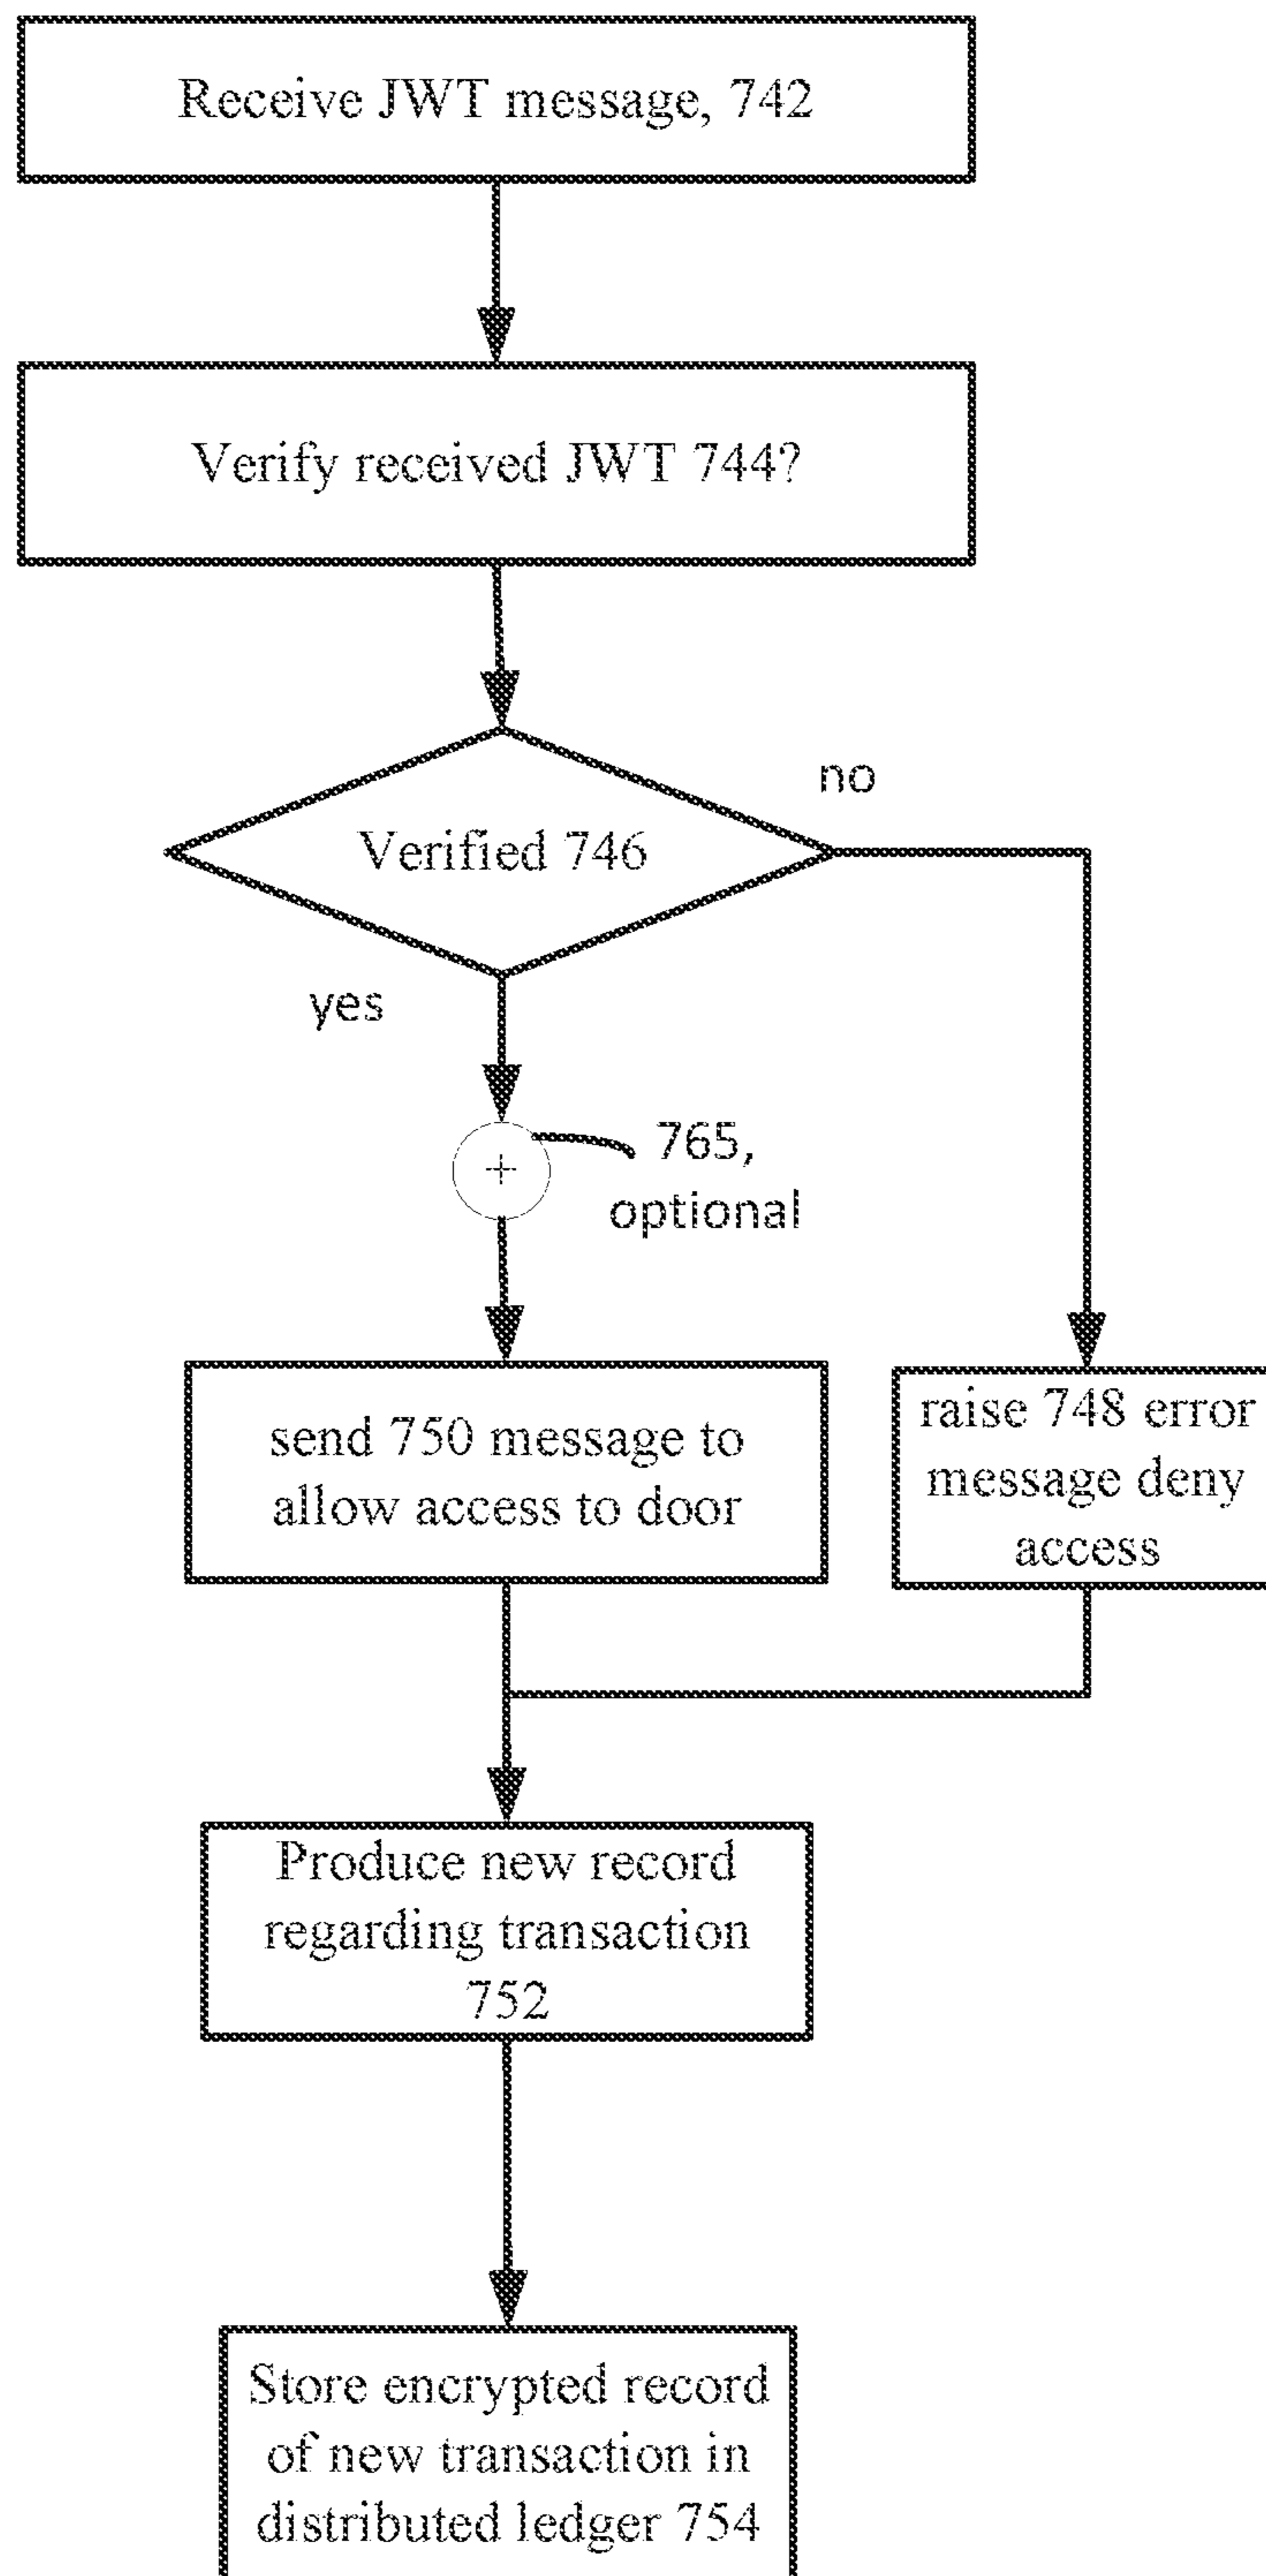 Receive JWT message, 742
Verify received JWT 744?
no
Verified 746
yes
+
765,
optional
send 750 message to
allow access to door
raise 748 error
message deny
access
Produce new record
regarding transaction
752
Store encrypted record
of new transaction in
distributed ledger 754